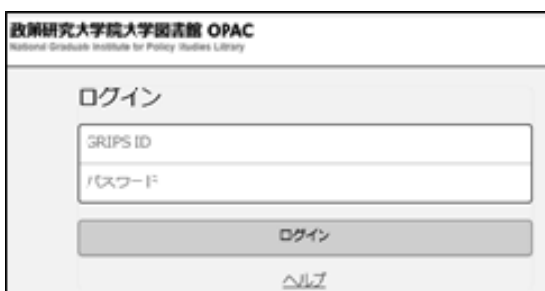 政策研究大学院大学図書館 OPAC
National Graduate Institute for Policy Studies Library
ログイン
GRIPS ID
パスワード
ログイン
ヘルプ